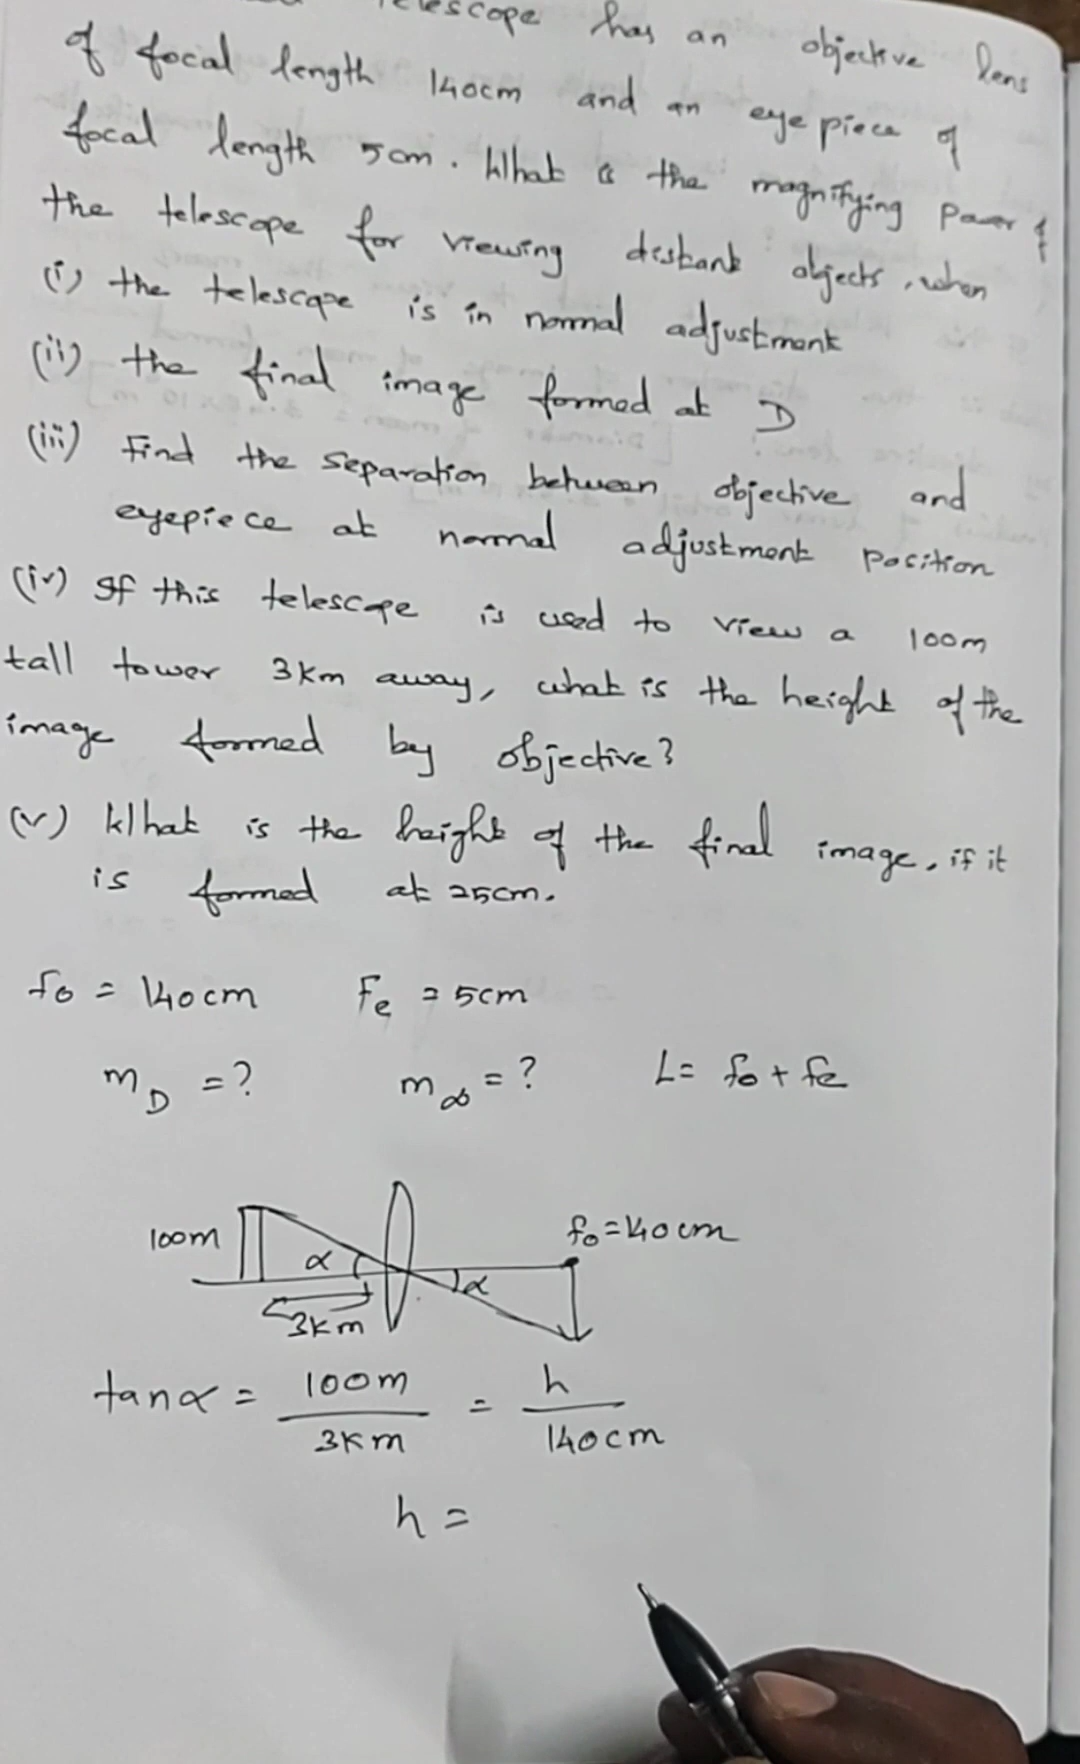 Telescope has an objective lens
of focal length 140cm and an eye piece of
focal length 5cm. What is the magnifying Power of
the telescope for viewing distant objects, when
(i) the telescope is in normal adjustment
(ii) the final image formed at D
(iii) Find the Separation between objective and
eyepiece at normal adjustment Position
(iv) If this telescope is used to view a 100m
tall tower 3km away, what is the height of the
image formed by objective?
(v) What is the height of the final image, if it
is formed at 25cm.
fo = 140cm Fe = 5cm
mD = ? m∞ = ? L = fo + fe
100m α fo = 140cm
α
3km
tanα = 100m / 3Km = h / 140cm
h =